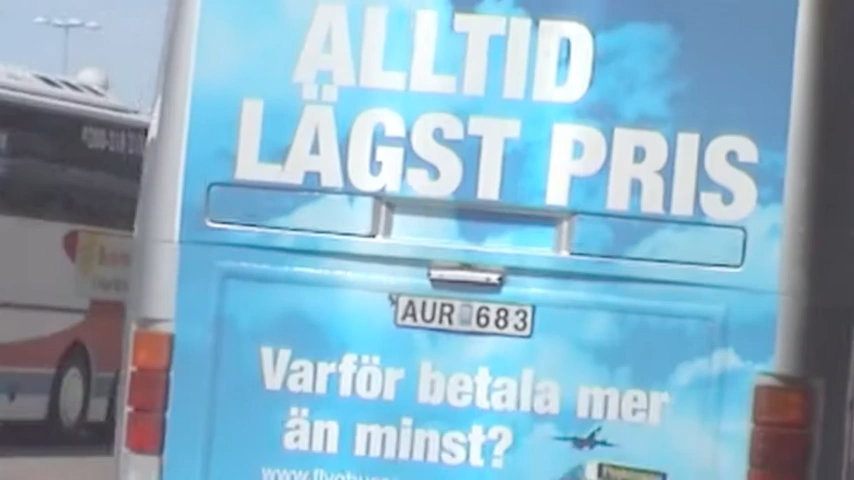 ALLTID
LÄGST PRIS
AUR 683
Varför betala mer
än minst?